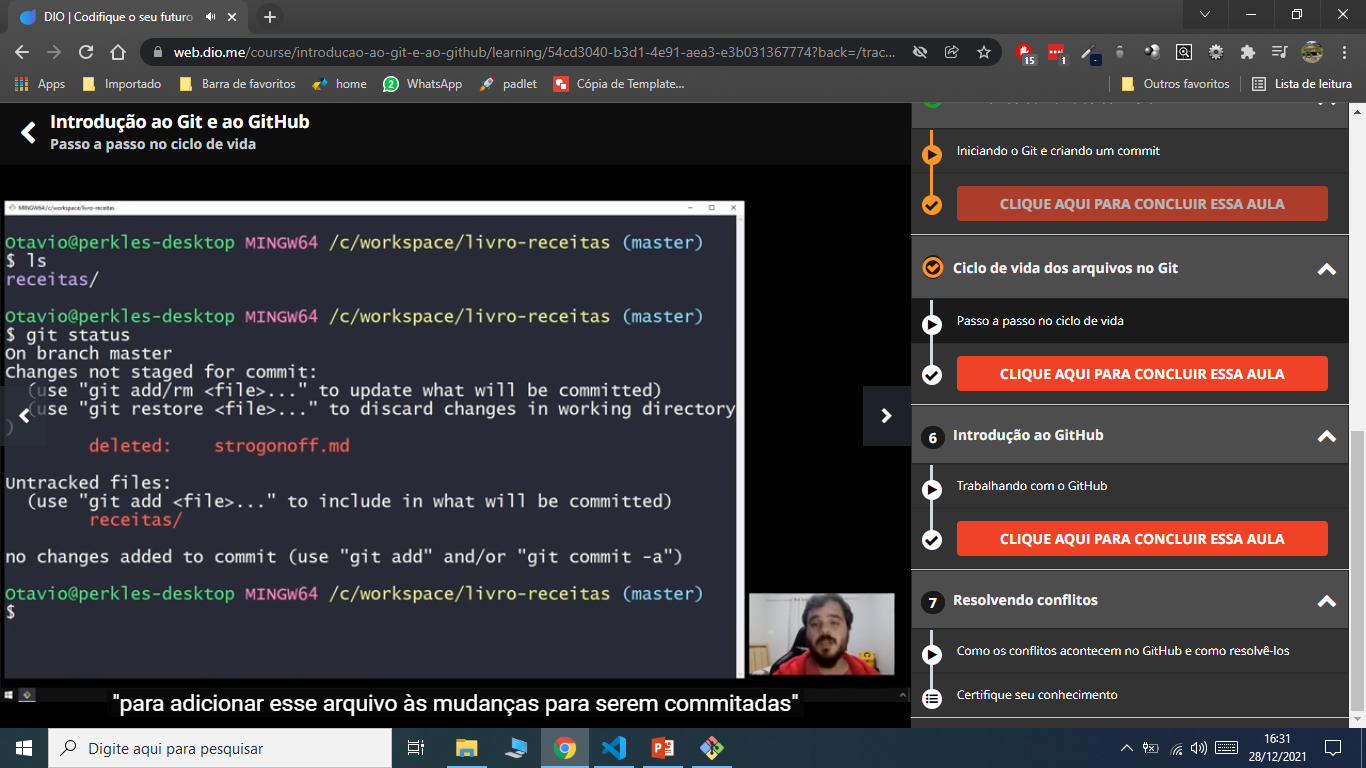 DIO | Codifique o seu futuro
web.dio.me/course/introducao-ao-git-e-ao-github/learning/54cd3040-b3d1-4e91-aea3-e3b031367774?back=/trac...
15
1
Apps
Importado
Barra de favoritos
home
2
WhatsApp
padlet
Cópia de Template...
Outros favoritos
Lista de leitura
Introdução ao Git e ao GitHub
Passo a passo no ciclo de vida
MINGW64:/c/workspace/livro-receitas
Otavio@perkles-desktop MINGW64 /c/workspace/livro-receitas (master)
$ ls
receitas/
Otavio@perkles-desktop MINGW64 /c/workspace/livro-receitas (master)
$ git status
On branch master
Changes not staged for commit:
(use "git add/rm <file>..." to update what will be committed)
(use "git restore <file>..." to discard changes in working directory
)
deleted: strogonoff.md
Untracked files:
(use "git add <file>..." to include in what will be committed)
receitas/
no changes added to commit (use "git add" and/or "git commit -a")
Otavio@perkles-desktop MINGW64 /c/workspace/livro-receitas (master)
$
"para adicionar esse arquivo às mudanças para serem commitadas"
Iniciando o Git e criando um commit
CLIQUE AQUI PARA CONCLUIR ESSA AULA
Ciclo de vida dos arquivos no Git
Passo a passo no ciclo de vida
CLIQUE AQUI PARA CONCLUIR ESSA AULA
6
Introdução ao GitHub
Trabalhando com o GitHub
CLIQUE AQUI PARA CONCLUIR ESSA AULA
7
Resolvendo conflitos
Como os conflitos acontecem no GitHub e como resolvê-los
Certifique seu conhecimento
Digite aqui para pesquisar
16:31
28/12/2021